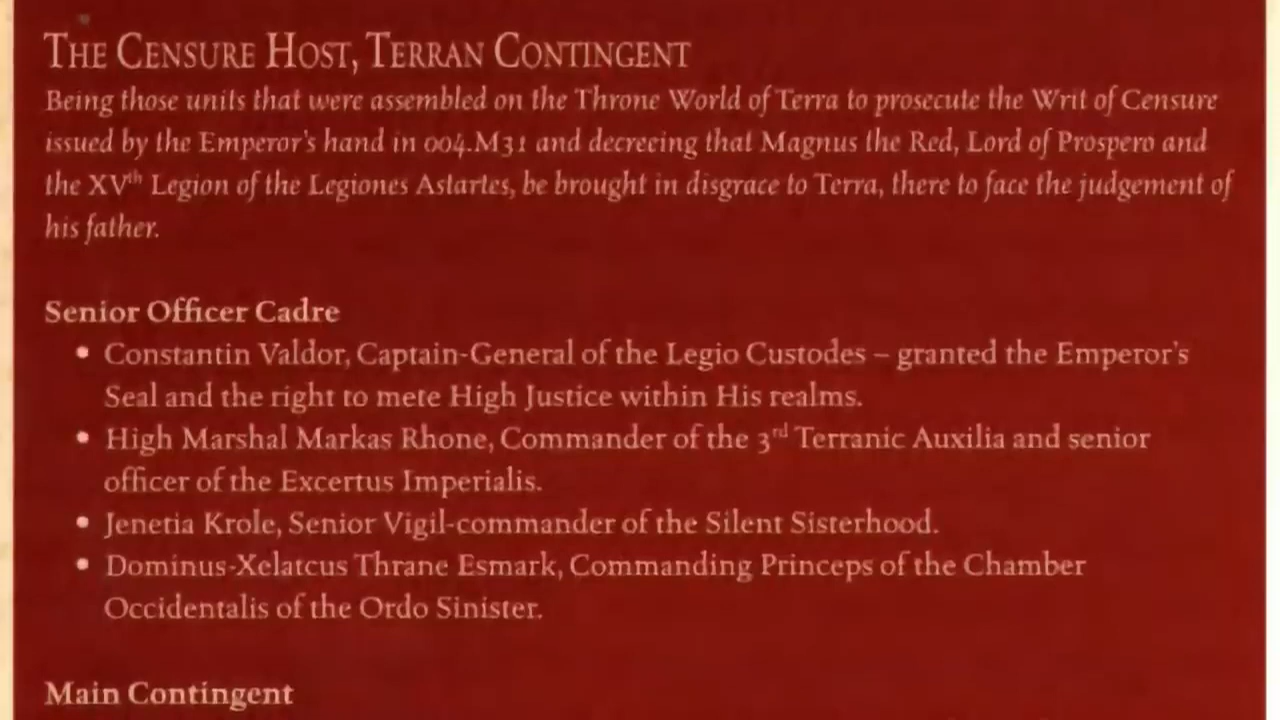 The Censure Host, Terran Contingent
Being those units that were assembled on the Throne World of Terra to prosecute the Writ of Censure
issued by the Emperor's hand in 004.M31 and decreeing that Magnus the Red, Lord of Prospero and
the XVth Legion of the Legiones Astartes, be brought in disgrace to Terra, there to face the judgement of
his father.
Senior Officer Cadre
• Constantin Valdor, Captain-General of the Legio Custodes – granted the Emperor's
Seal and the right to mete High Justice within His realms.
• High Marshal Markas Rhone, Commander of the 3rd Terranic Auxilia and senior
officer of the Excertus Imperialis.
• Jenetia Krole, Senior Vigil-commander of the Silent Sisterhood.
• Dominus-Xelatcus Thrane Esmark, Commanding Princeps of the Chamber
Occidentalis of the Ordo Sinister.
Main Contingent